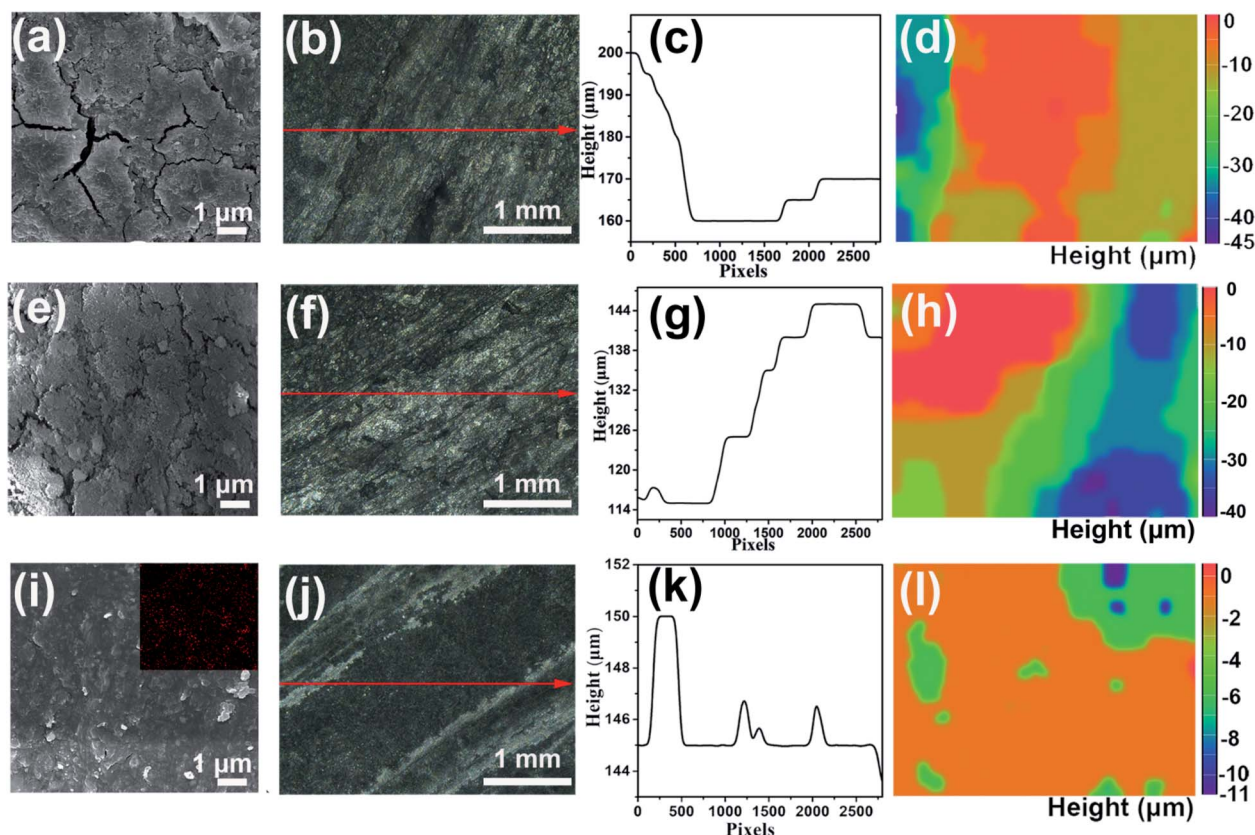 (a)
1 µm
(b)
1 mm
(c)
Height (µm)
200
190
180
170
160
0 500 1000 1500 2000 2500
Pixels
(d)
0
-10
-20
-30
-40
-45
Height (µm)
(e)
1 µm
(f)
1 mm
(g)
Height (µm)
144
138
132
126
120
114
0 500 1000 1500 2000 2500
Pixels
(h)
0
-10
-20
-30
-40
Height (µm)
(i)
1 µm
(j)
1 mm
(k)
Height (µm)
152
150
148
146
144
0 500 1000 1500 2000 2500
Pixels
(l)
0
-2
-4
-6
-8
-10
-11
Height (µm)